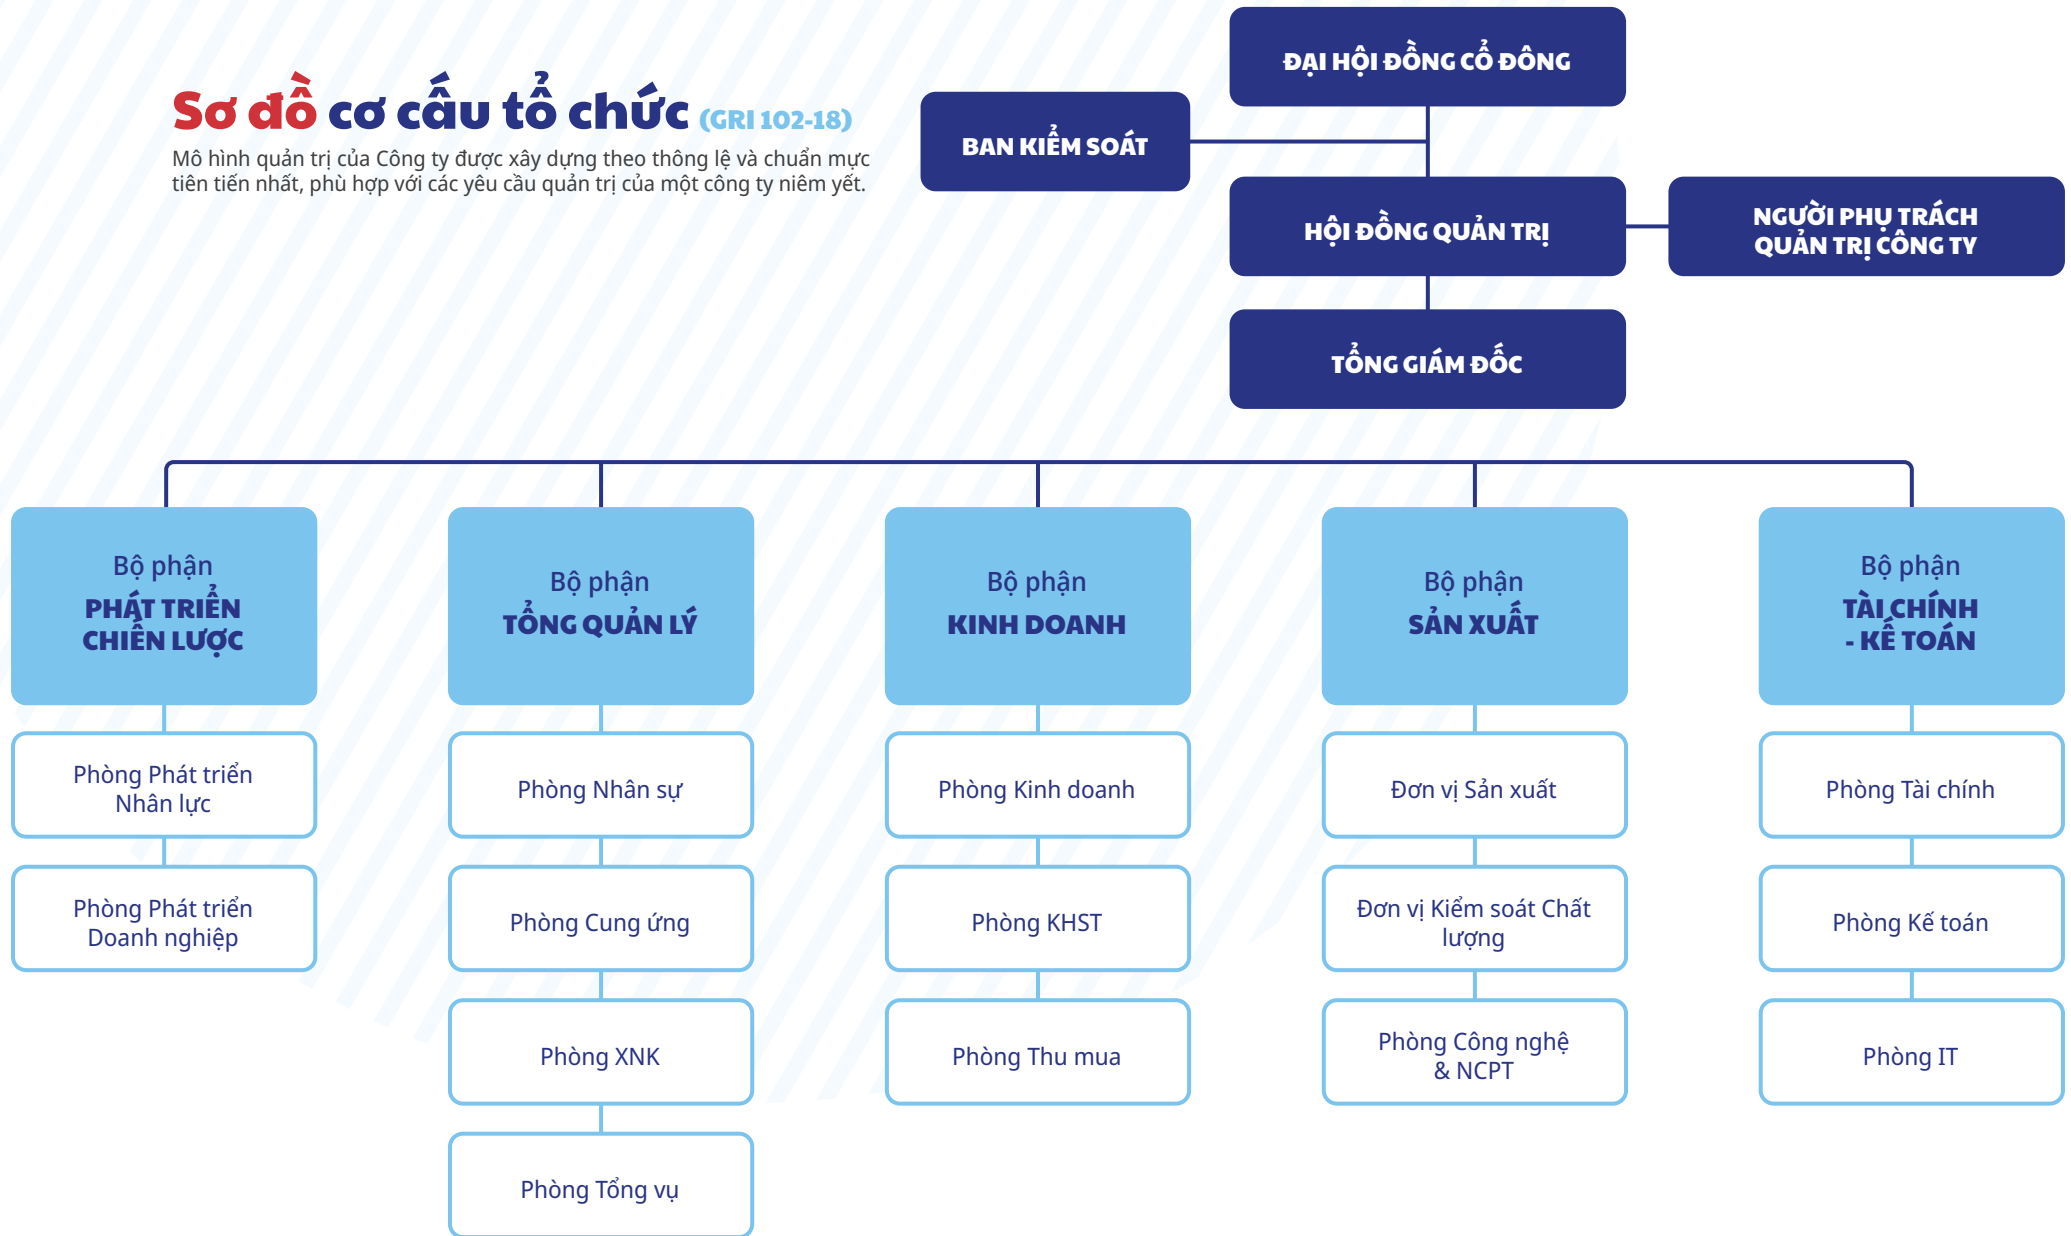 Sơ đồ cơ cấu tổ chức (GRI 102-18)
Mô hình quản trị của Công ty được xây dựng theo thông lệ và chuẩn mực
tiên tiến nhất, phù hợp với các yêu cầu quản trị của một công ty niêm yết.
ĐẠI HỘI ĐỒNG CỔ ĐÔNG
BAN KIỂM SOÁT
HỘI ĐỒNG QUẢN TRỊ
NGƯỜI PHỤ TRÁCH
QUẢN TRỊ CÔNG TY
TỔNG GIÁM ĐỐC
Bộ phận
PHÁT TRIỂN
CHIẾN LƯỢC
Phòng Phát triển
Nhân lực
Phòng Phát triển
Doanh nghiệp
Bộ phận
TỔNG QUẢN LÝ
Phòng Nhân sự
Phòng Cung ứng
Phòng XNK
Phòng Tổng vụ
Bộ phận
KINH DOANH
Phòng Kinh doanh
Phòng KHST
Phòng Thu mua
Bộ phận
SẢN XUẤT
Đơn vị Sản xuất
Đơn vị Kiểm soát Chất
lượng
Phòng Công nghệ
& NCPT
Bộ phận
TÀI CHÍNH
- KẾ TOÁN
Phòng Tài chính
Phòng Kế toán
Phòng IT